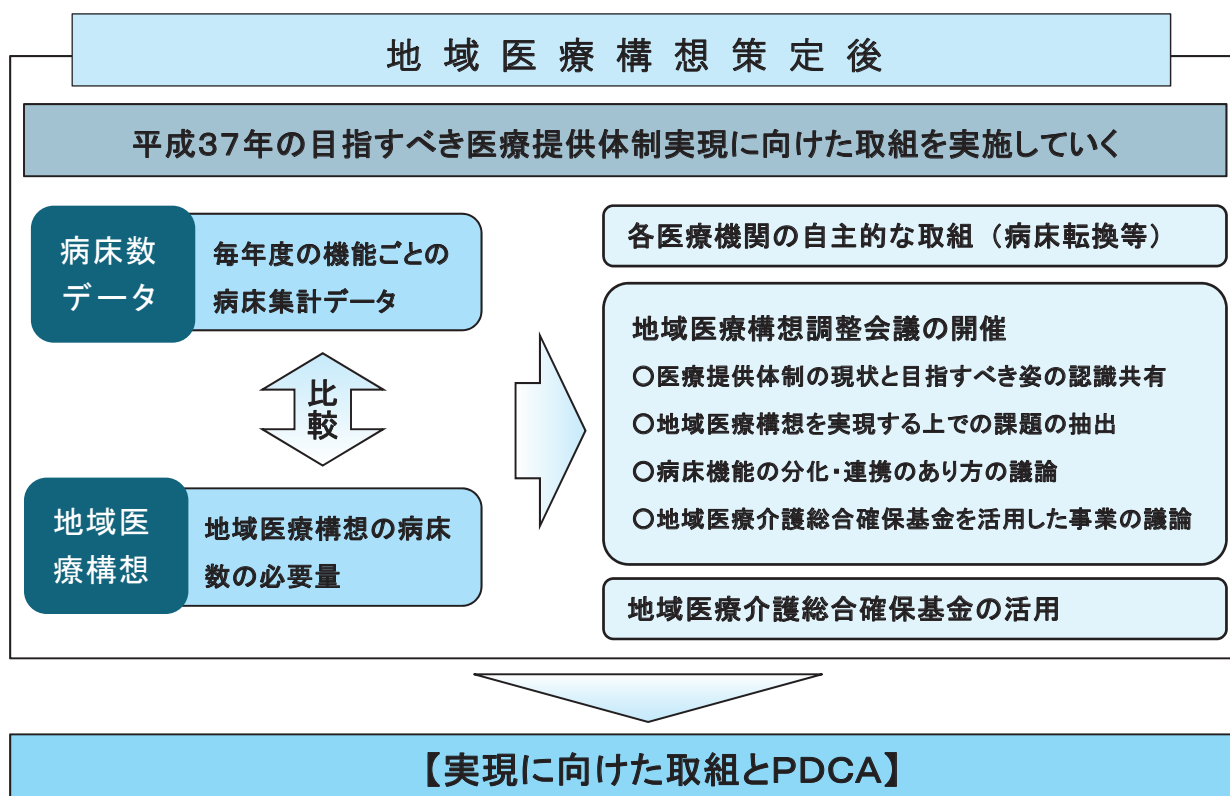 地域医療構想策定後
平成37年の目指すべき医療提供体制実現に向けた取組を実施していく
病床数
データ
毎年度の機能ごとの
病床集計データ
比
較
地域医
療構想
地域医療構想の病床
数の必要量
各医療機関の自主的な取組（病床転換等）
地域医療構想調整会議の開催
○医療提供体制の現状と目指すべき姿の認識共有
○地域医療構想を実現する上での課題の抽出
○病床機能の分化・連携のあり方の議論
○地域医療介護総合確保基金を活用した事業の議論
地域医療介護総合確保基金の活用
【実現に向けた取組とPDCA】